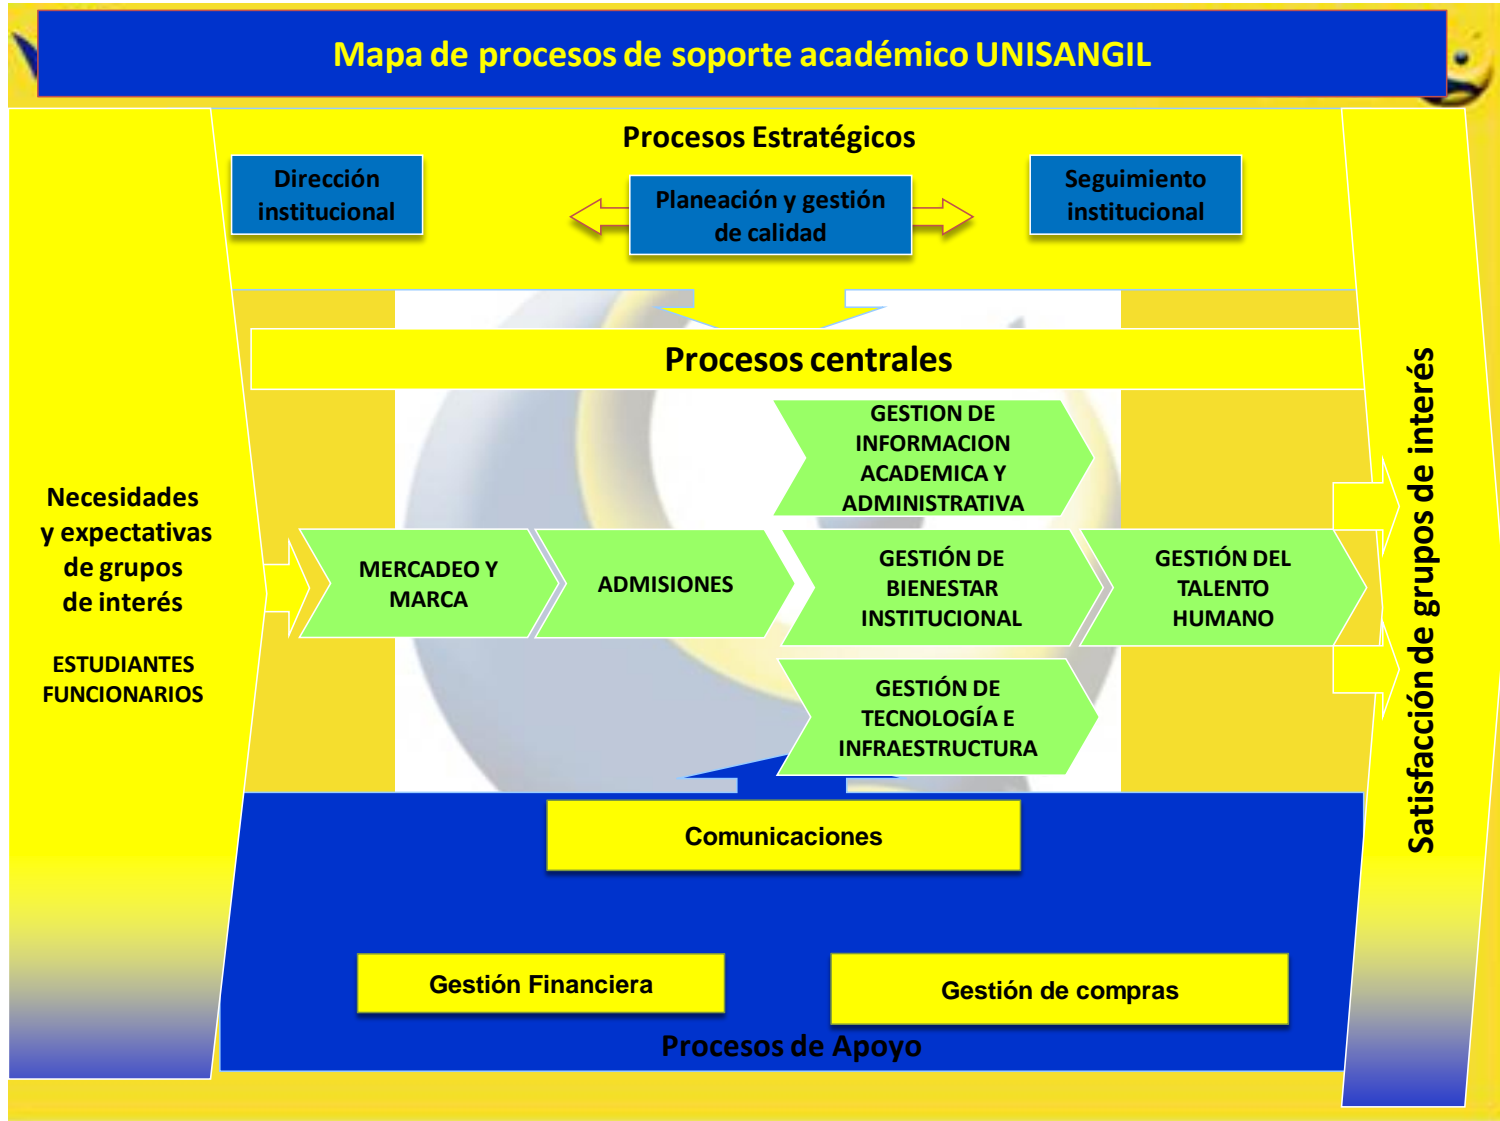 Mapa de procesos de soporte académico UNISANGIL
Procesos Estratégicos
Dirección
institucional
Planeación y gestión
de calidad
Seguimiento
institucional
Procesos centrales
Necesidades
y expectativas
de grupos
de interés
ESTUDIANTES
FUNCIONARIOS
MERCADEO Y
MARCA
ADMISIONES
GESTION DE
INFORMACION
ACADEMICA Y
ADMINISTRATIVA
GESTIÓN DE
BIENESTAR
INSTITUCIONAL
GESTIÓN DE
TECNOLOGÍA E
INFRAESTRUCTURA
GESTIÓN DEL
TALENTO
HUMANO
Satisfacción de grupos de interés
Comunicaciones
Gestión Financiera
Gestión de compras
Procesos de Apoyo